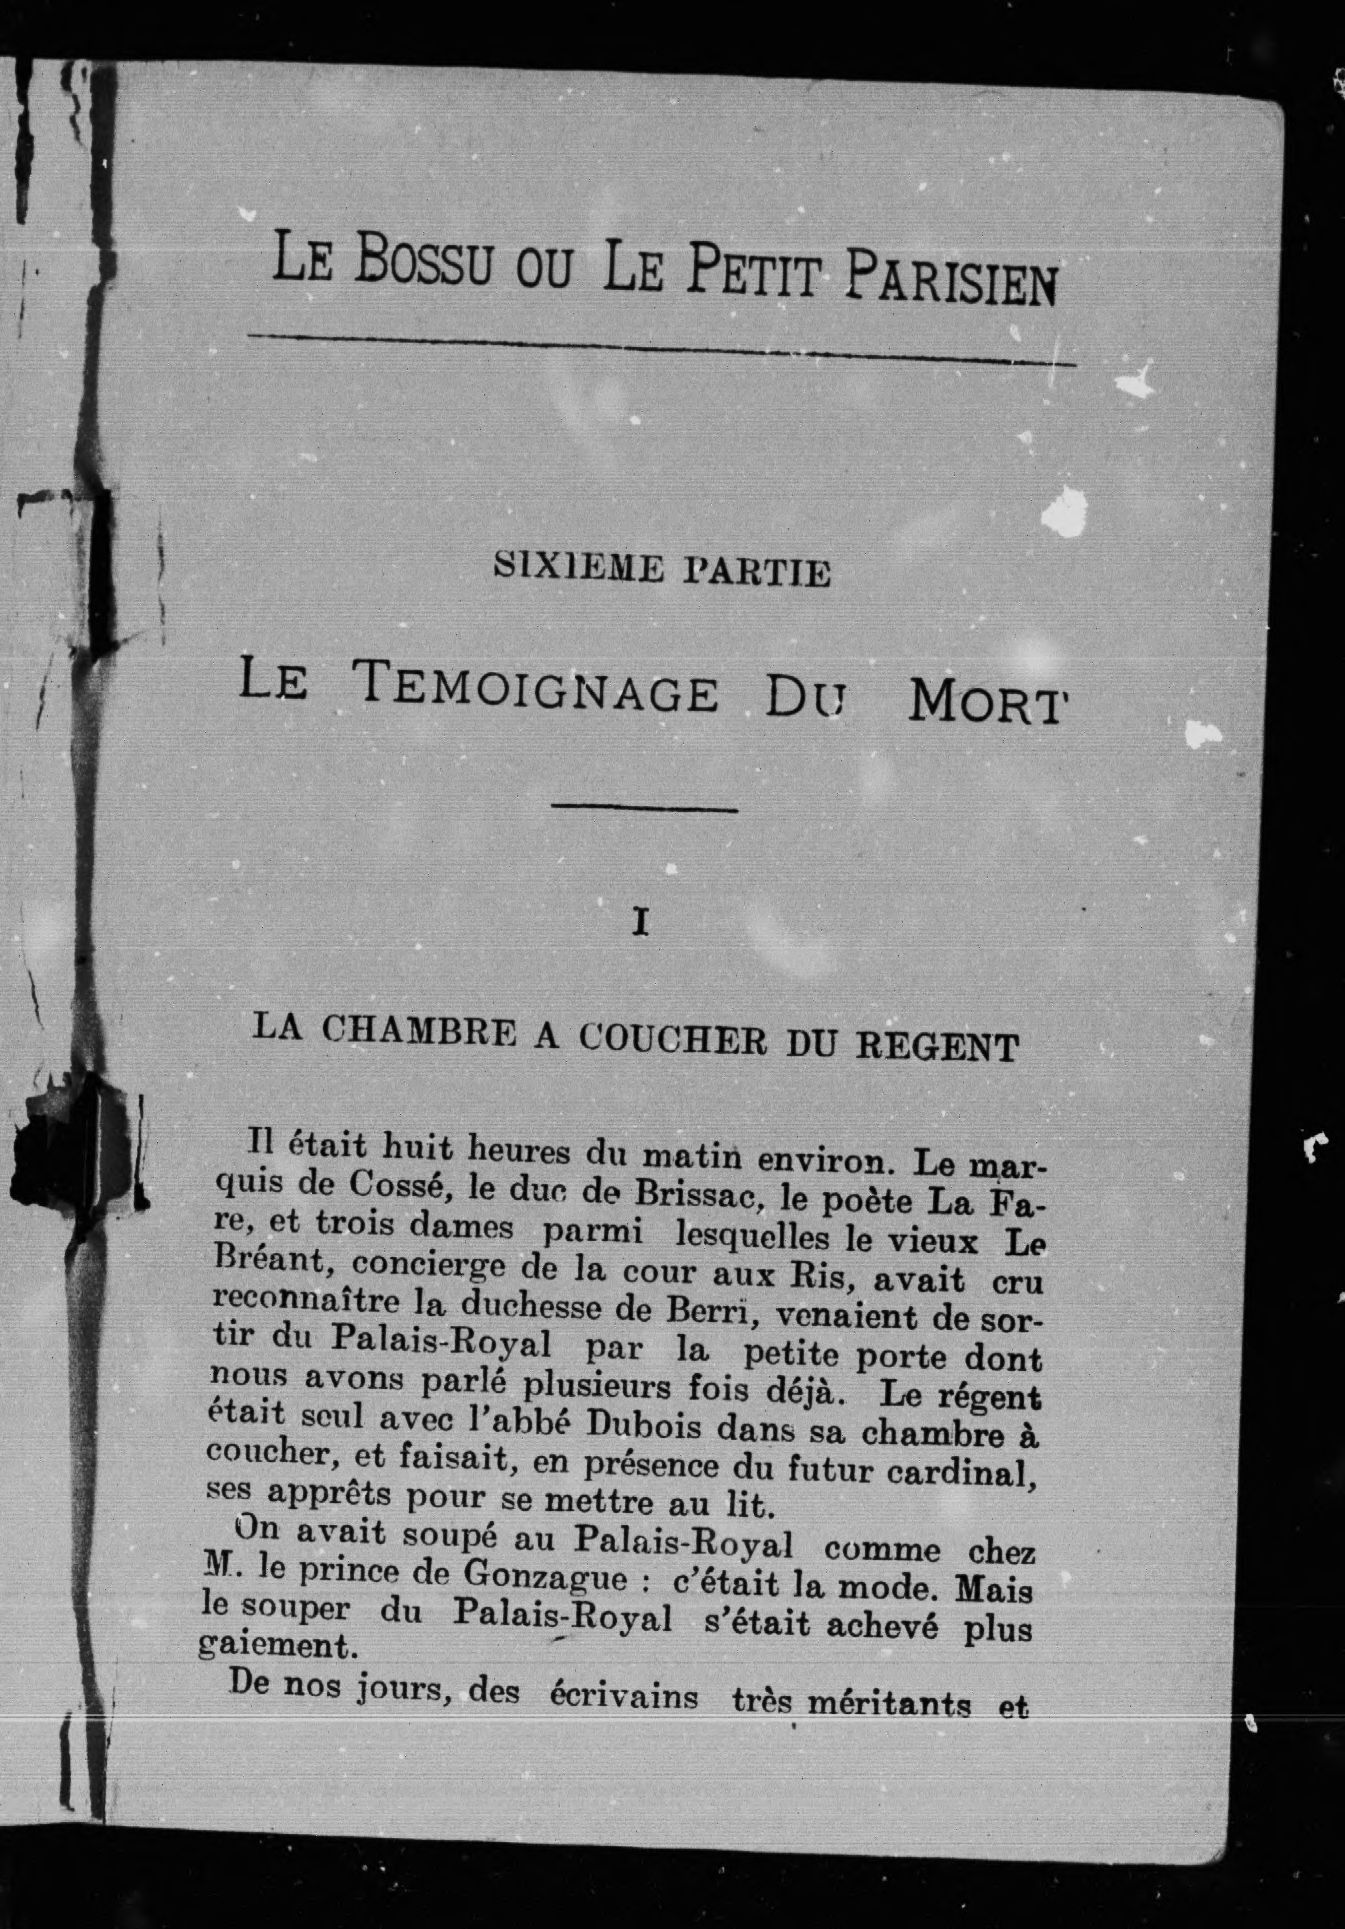 LE BOSSU OU LE PETIT PARISIEN
SIXIEME PARTIE
LE TEMOIGNAGE DU MORT
I
LA CHAMBRE A COUCHER DU REGENT
Il était huit heures du matin environ. Le mar-
quis de Cossé, le duc de Brissac, le poète La Fa-
re, et trois dames parmi lesquelles le vieux Le
Bréant, concierge de la cour aux Ris, avait cru
reconnaître la duchesse de Berri, venaient de sor-
tir du Palais-Royal par la petite porte dont
nous avons parlé plusieurs fois déjà. Le régent
était seul avec l'abbé Dubois dans sa chambre à
coucher, et faisait, en présence du futur cardinal,
ses apprêts pour se mettre au lit.
On avait soupé au Palais-Royal comme chez
M. le prince de Gonzague : c'était la mode. Mais
le souper du Palais-Royal s'était achevé plus
gaiement.
De nos jours, des écrivains très méritants et